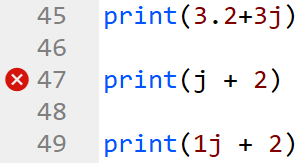 45 print(3.2+3j)
46
47 print(j + 2)
48
49 print(1j + 2)